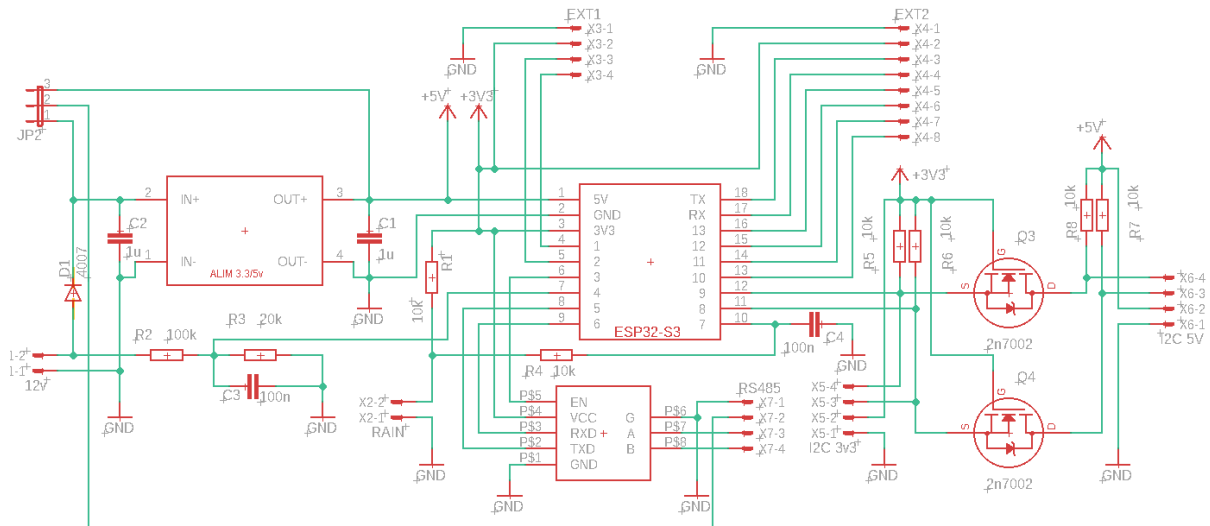 EXT1
X3-1
X3-2
X3-3
X3-4
GND
EXT2
X4-1
X4-2
X4-3
X4-4
X4-5
X4-6
X4-7
X4-8
GND
3
2
1
JP2
+5V
+3V3
2 IN+ OUT+ 3
1 IN- OUT- 4
ALIM 3.3/5v
C2
1u
C1
1u
GND
D1
4007
R1
10k
1 5V TX 18
2 GND RX 17
3 3V3 13 16
4 1 12 15
5 2 11 14
6 3 10 13
7 4 9 12
8 5 8 11
9 6 7 10
ESP32-S3
+3V3
R5
10k
R6
10k
+5V
R8
10k
R7
10k
Q3
G
S
D
2n7002
X6-4
X6-3
X6-2
X6-1
I2C 5V
GND
R2
100k
R3
20k
C3
100n
GND
1-2
1-1
12v
GND
R4
10k
C4
100n
GND
X2-2
X2-1
RAIN
GND
P$5 EN
P$4 VCC G P$6
P$3 RXD A P$7
P$2 TXD B P$8
P$1 GND
GND
RS485
X7-1
X7-2
X7-3
X7-4
GND
X5-4
X5-3
X5-2
X5-1
I2C 3v3
GND
Q4
G
S
D
2n7002